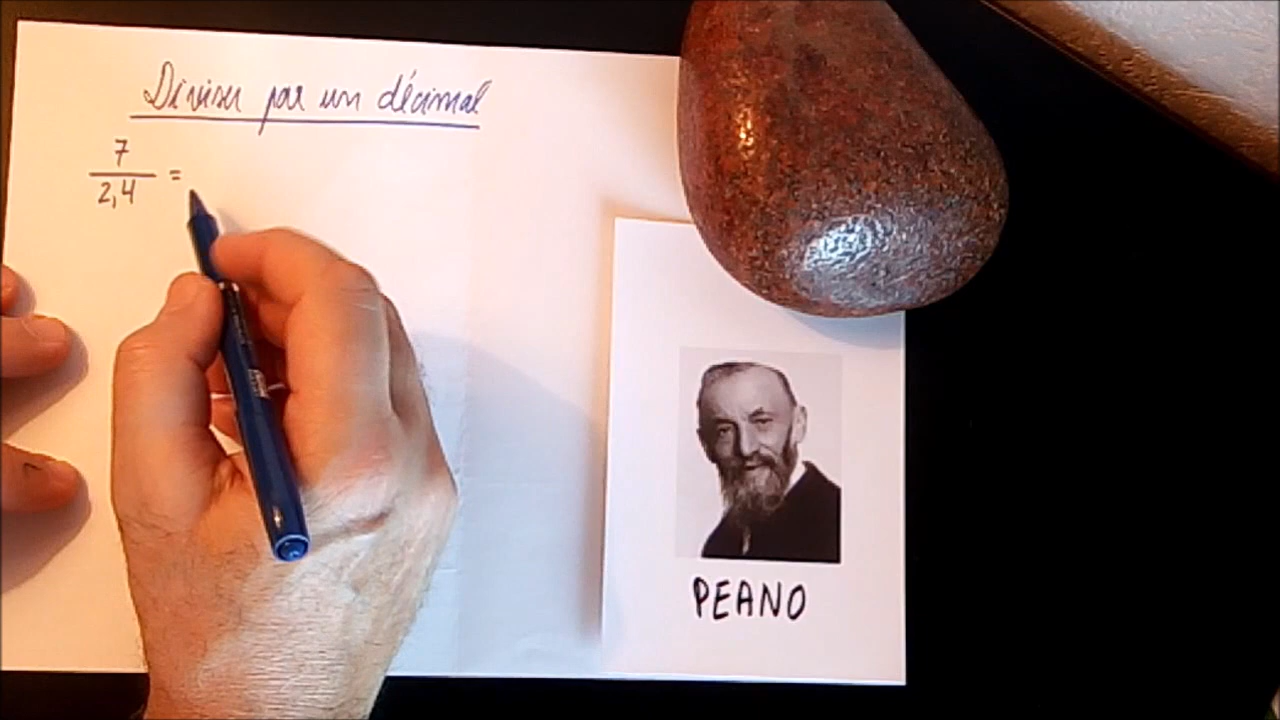 Diviser par un décimal
7
2,4 =
PEANO